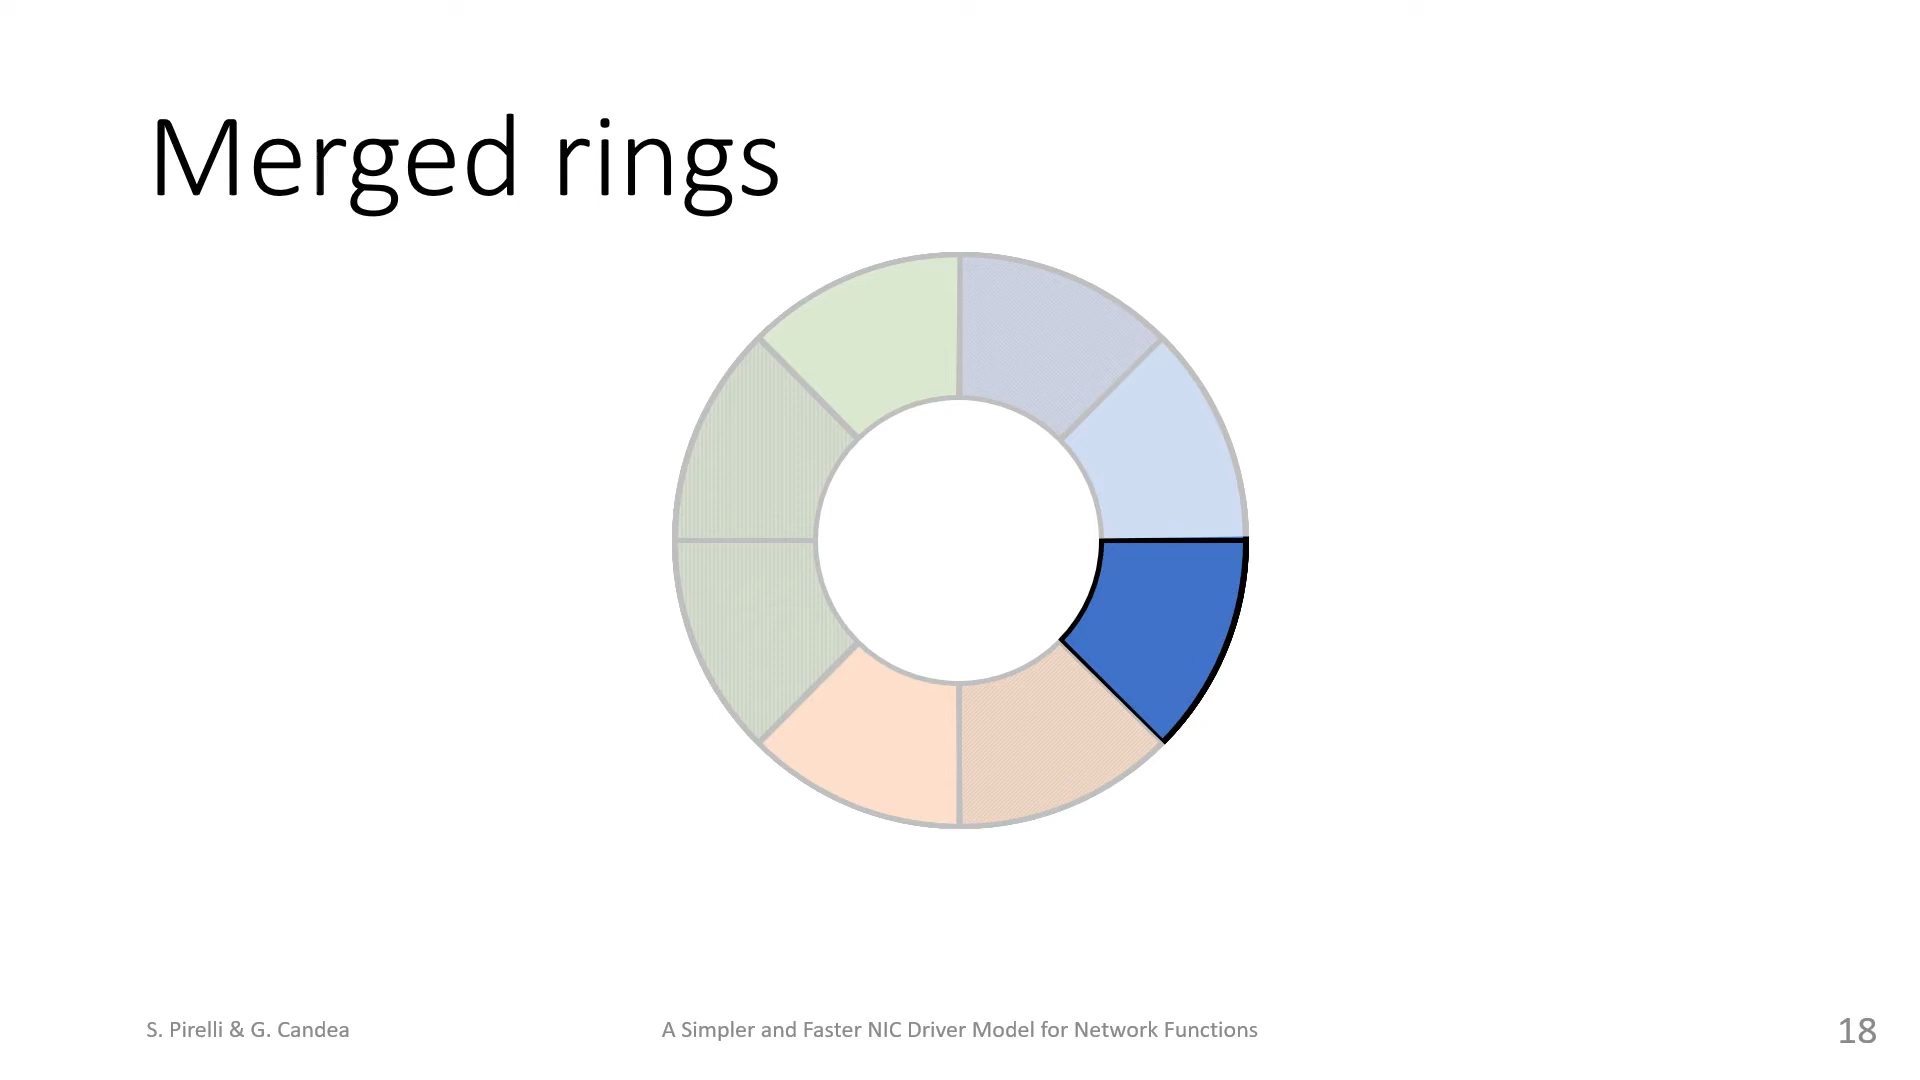 Merged rings
S. Pirelli & G. Candea
A Simpler and Faster NIC Driver Model for Network Functions
18